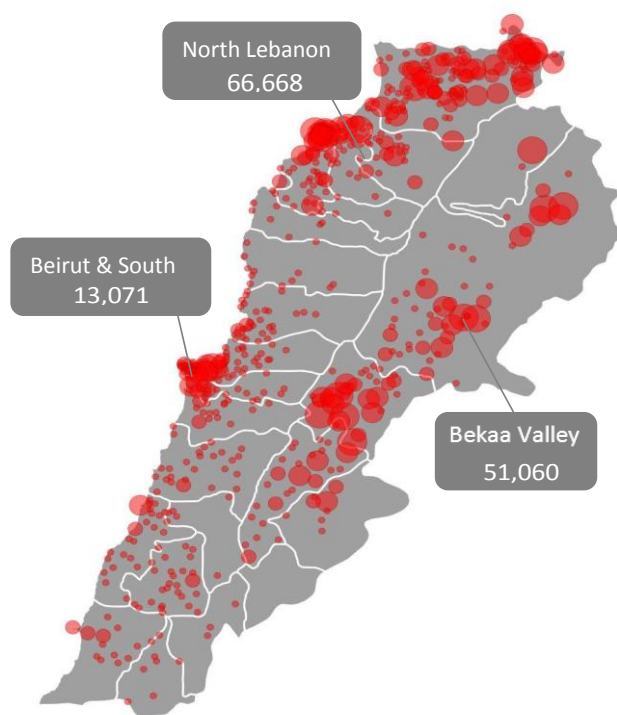 North Lebanon
66,668
Beirut & South
13,071
Bekaa Valley
51,060